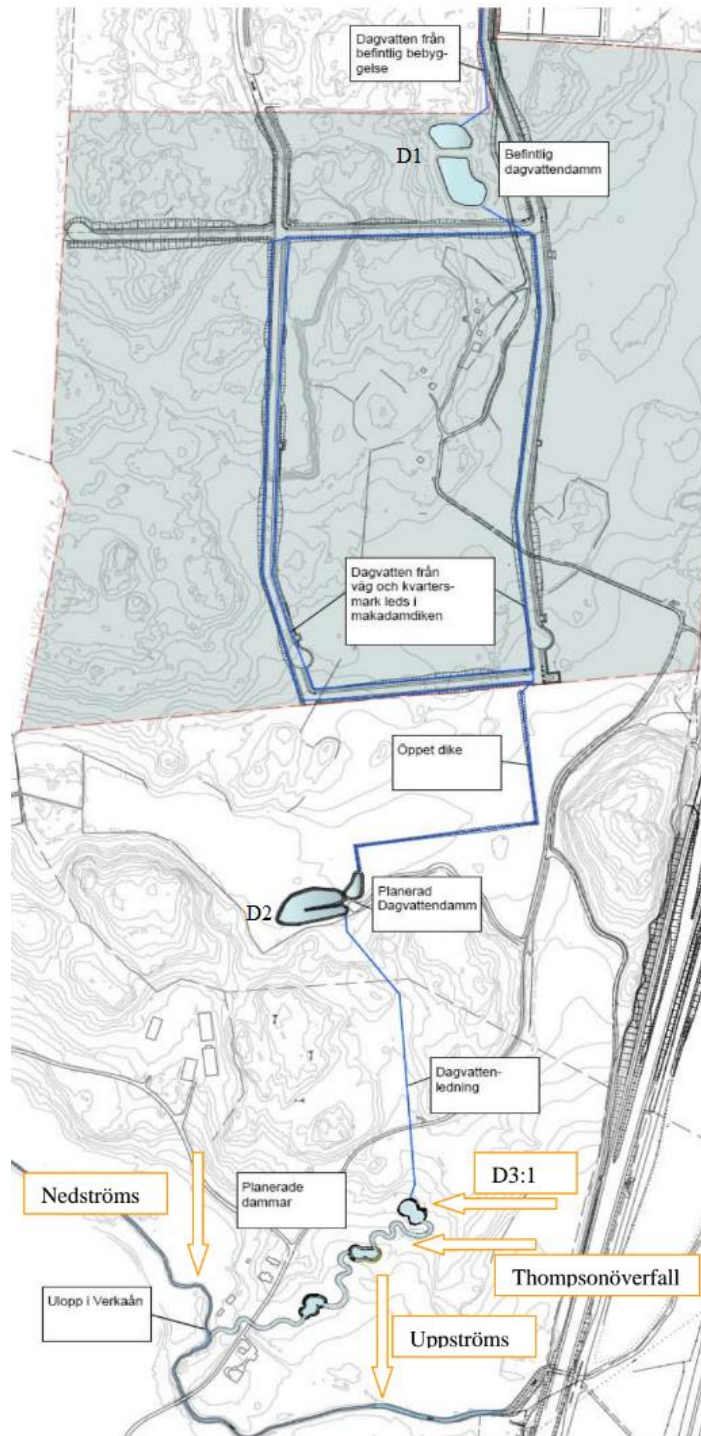 Dagvatten från
befintlig bebyg-
gelse
D1
Befintlig
dagvattendamm
Dagvatten från
väg och kvarters-
mark leds i
makadamdiken
Öppet dike
D2
Planerad
Dagvattendamm
Dagvatten-
ledning
Nedströms
Planerade
dammar
D3:1
Thompsonöverfall
Ulopp i Verkaån
Uppströms